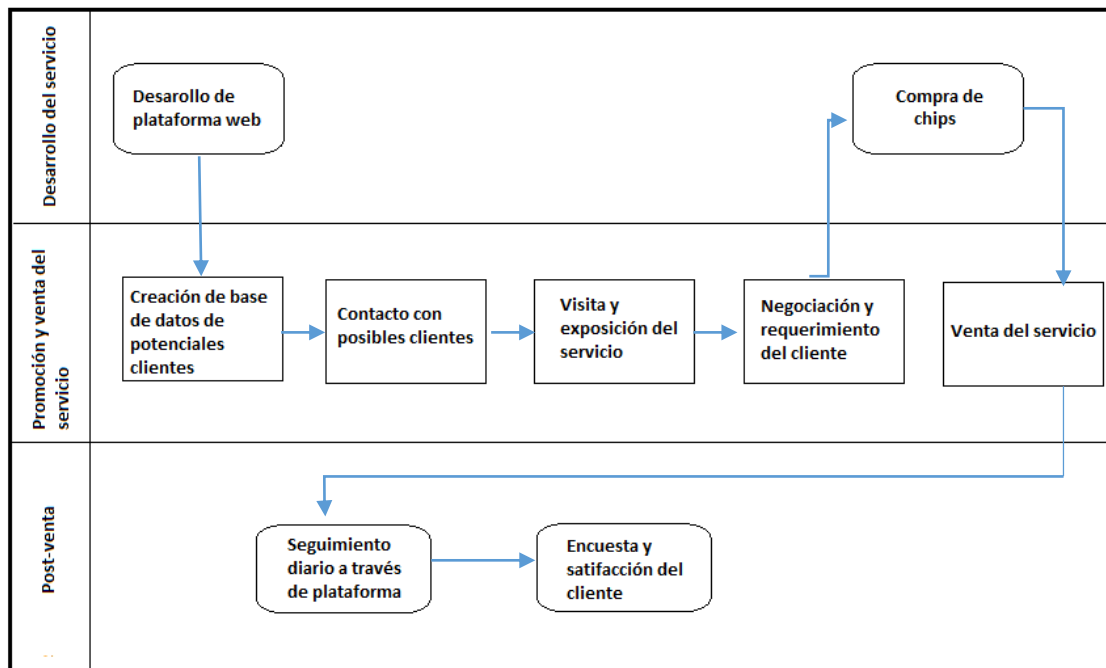 Desarrollo del servicio
Desarollo de
plataforma web
Compra de
chips
Promoción y venta del
servicio
Creación de base
de datos de
potenciales
clientes
Contacto con
posibles clientes
Visita y
exposición del
servicio
Negociación y
requerimiento
del cliente
Venta del servicio
Post-venta
Seguimiento
diario a través
de plataforma
Encuesta y
satifacción del
cliente